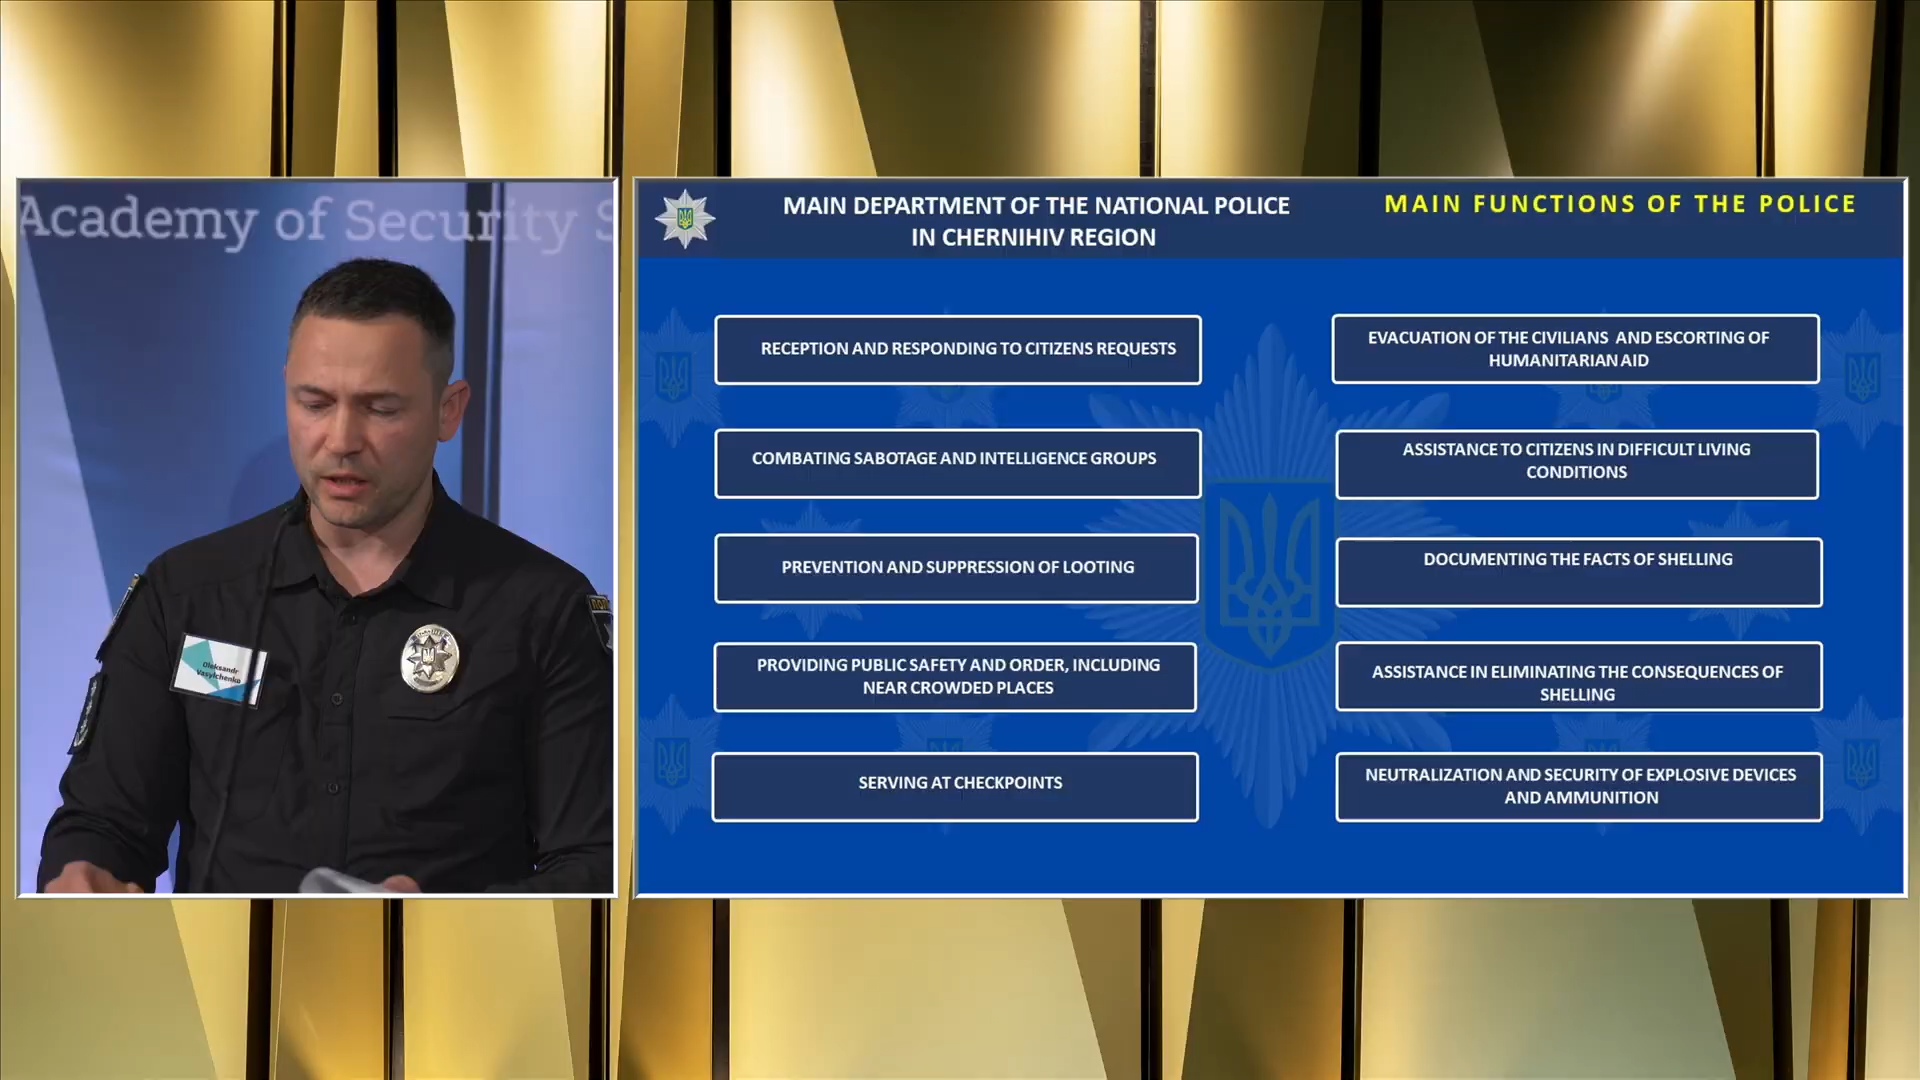 Academy of Security S
Oleksandr
Vasylchenko
MAIN DEPARTMENT OF THE NATIONAL POLICE
IN CHERNIHIV REGION
MAIN FUNCTIONS OF THE POLICE
RECEPTION AND RESPONDING TO CITIZENS REQUESTS
COMBATING SABOTAGE AND INTELLIGENCE GROUPS
PREVENTION AND SUPPRESSION OF LOOTING
PROVIDING PUBLIC SAFETY AND ORDER, INCLUDING
NEAR CROWDED PLACES
SERVING AT CHECKPOINTS
EVACUATION OF THE CIVILIANS AND ESCORTING OF
HUMANITARIAN AID
ASSISTANCE TO CITIZENS IN DIFFICULT LIVING
CONDITIONS
DOCUMENTING THE FACTS OF SHELLING
ASSISTANCE IN ELIMINATING THE CONSEQUENCES OF
SHELLING
NEUTRALIZATION AND SECURITY OF EXPLOSIVE DEVICES
AND AMMUNITION